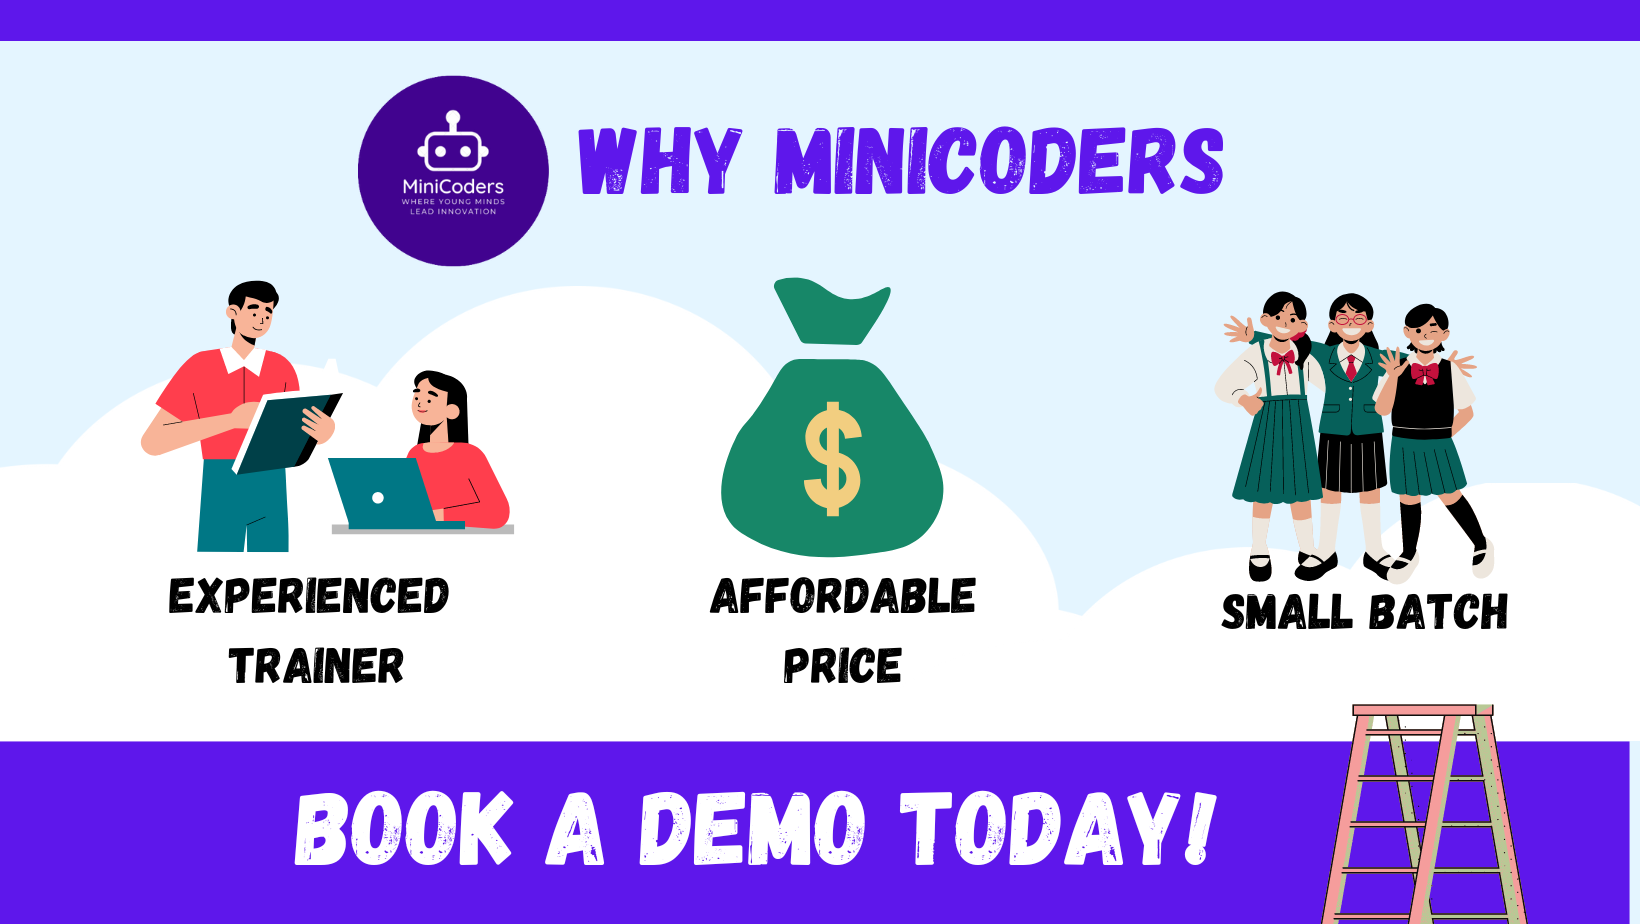 MiniCoders
WHERE YOUNG MINDS
LEAD INNOVATION
WHY MINICODERS
$
EXPERIENCED
TRAINER
AFFORDABLE
PRICE
SMALL BATCH
BOOK A DEMO TODAY!